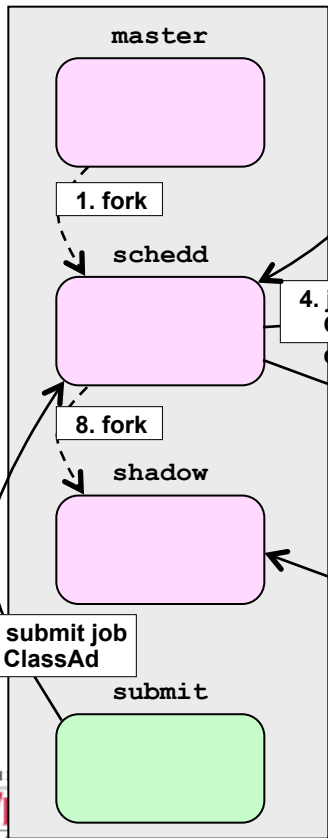 master
1. fork
schedd
4. j
8. fork
shadow
submit job
ClassAd
submit